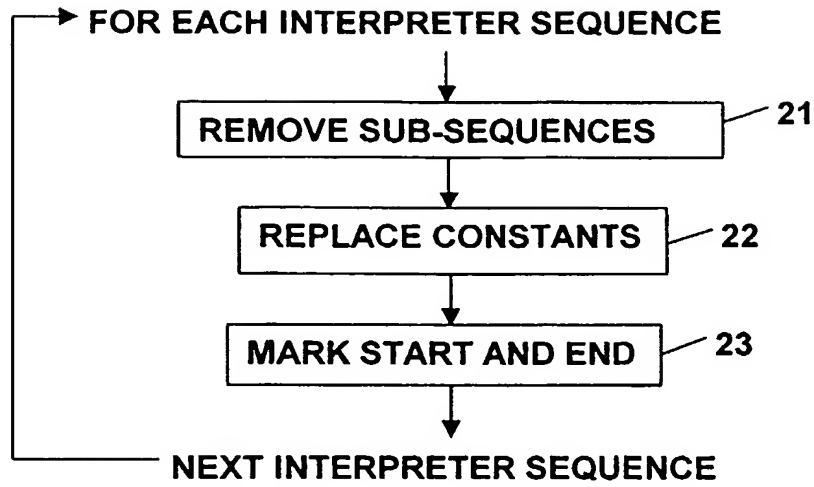 FOR EACH INTERPRETER SEQUENCE
REMOVE SUB-SEQUENCES
21
REPLACE CONSTANTS
22
MARK START AND END
23
NEXT INTERPRETER SEQUENCE